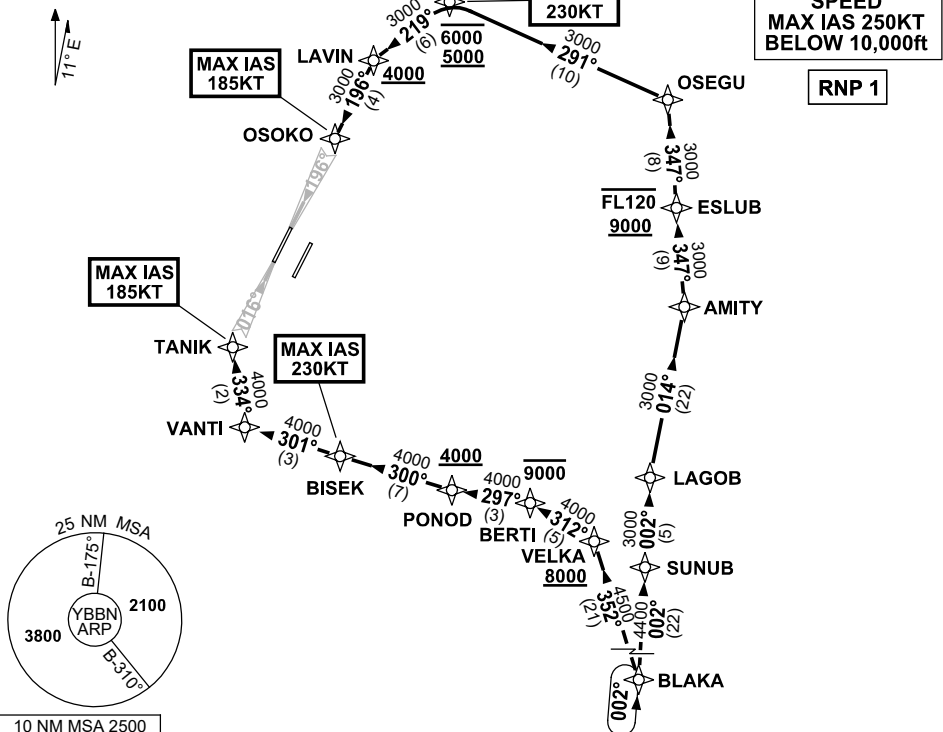 230KT
SPEED
MAX IAS 250KT
BELOW 10,000ft
RNP 1
11° E
3000
219°
(6)
6000
5000
3000
291°
(10)
LAVIN
4000
MAX IAS
185KT
3000
196°
(4)
OSOKO
OSEGU
3000
347°
(8)
FL120
9000
ESLUB
196°
3000
347°
(9)
AMITY
MAX IAS
185KT
016°
TANIK
MAX IAS
230KT
4000
334°
(2)
3000
014°
(22)
VANTI
4000
301°
(3)
BISEK
4000
300°
(7)
4000
PONOD
9000
4000
297°
(3)
BERTI
4000
312°
(5)
VELKA
8000
LAGOB
3000
002°
(5)
SUNUB
4500
352°
(21)
4400
002°
(22)
BLAKA
002°
25 NM MSA
B-175°
YBBN
ARP
2100
3800
B-310°
10 NM MSA 2500